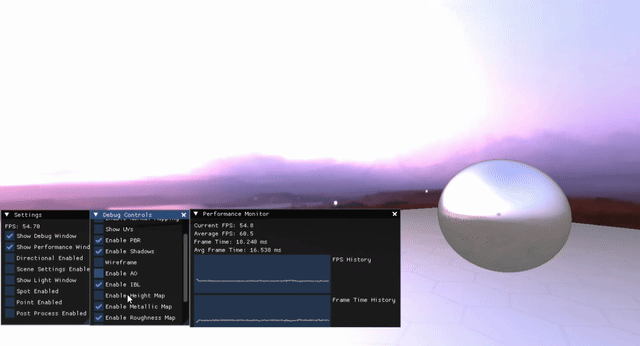 Settings
FPS: 54.78
Show Debug Window
Show Performance Wind
Directional Enabled
Scene Settings Enable
Show Light Window
Spot Enabled
Point Enabled
Post Process Enabled
Debug Controls
Show UVs
Enable PBR
Enable Shadows
Wireframe
Enable AO
Enable IBL
Enable Height Map
Enable Metallic Map
Enable Roughness Map
Performance Monitor
Current FPS: 54.8
Average FPS: 60.5
Frame Time: 18.248 ms
Avg Frame Time: 16.538 ms
FPS History
Frame Time History